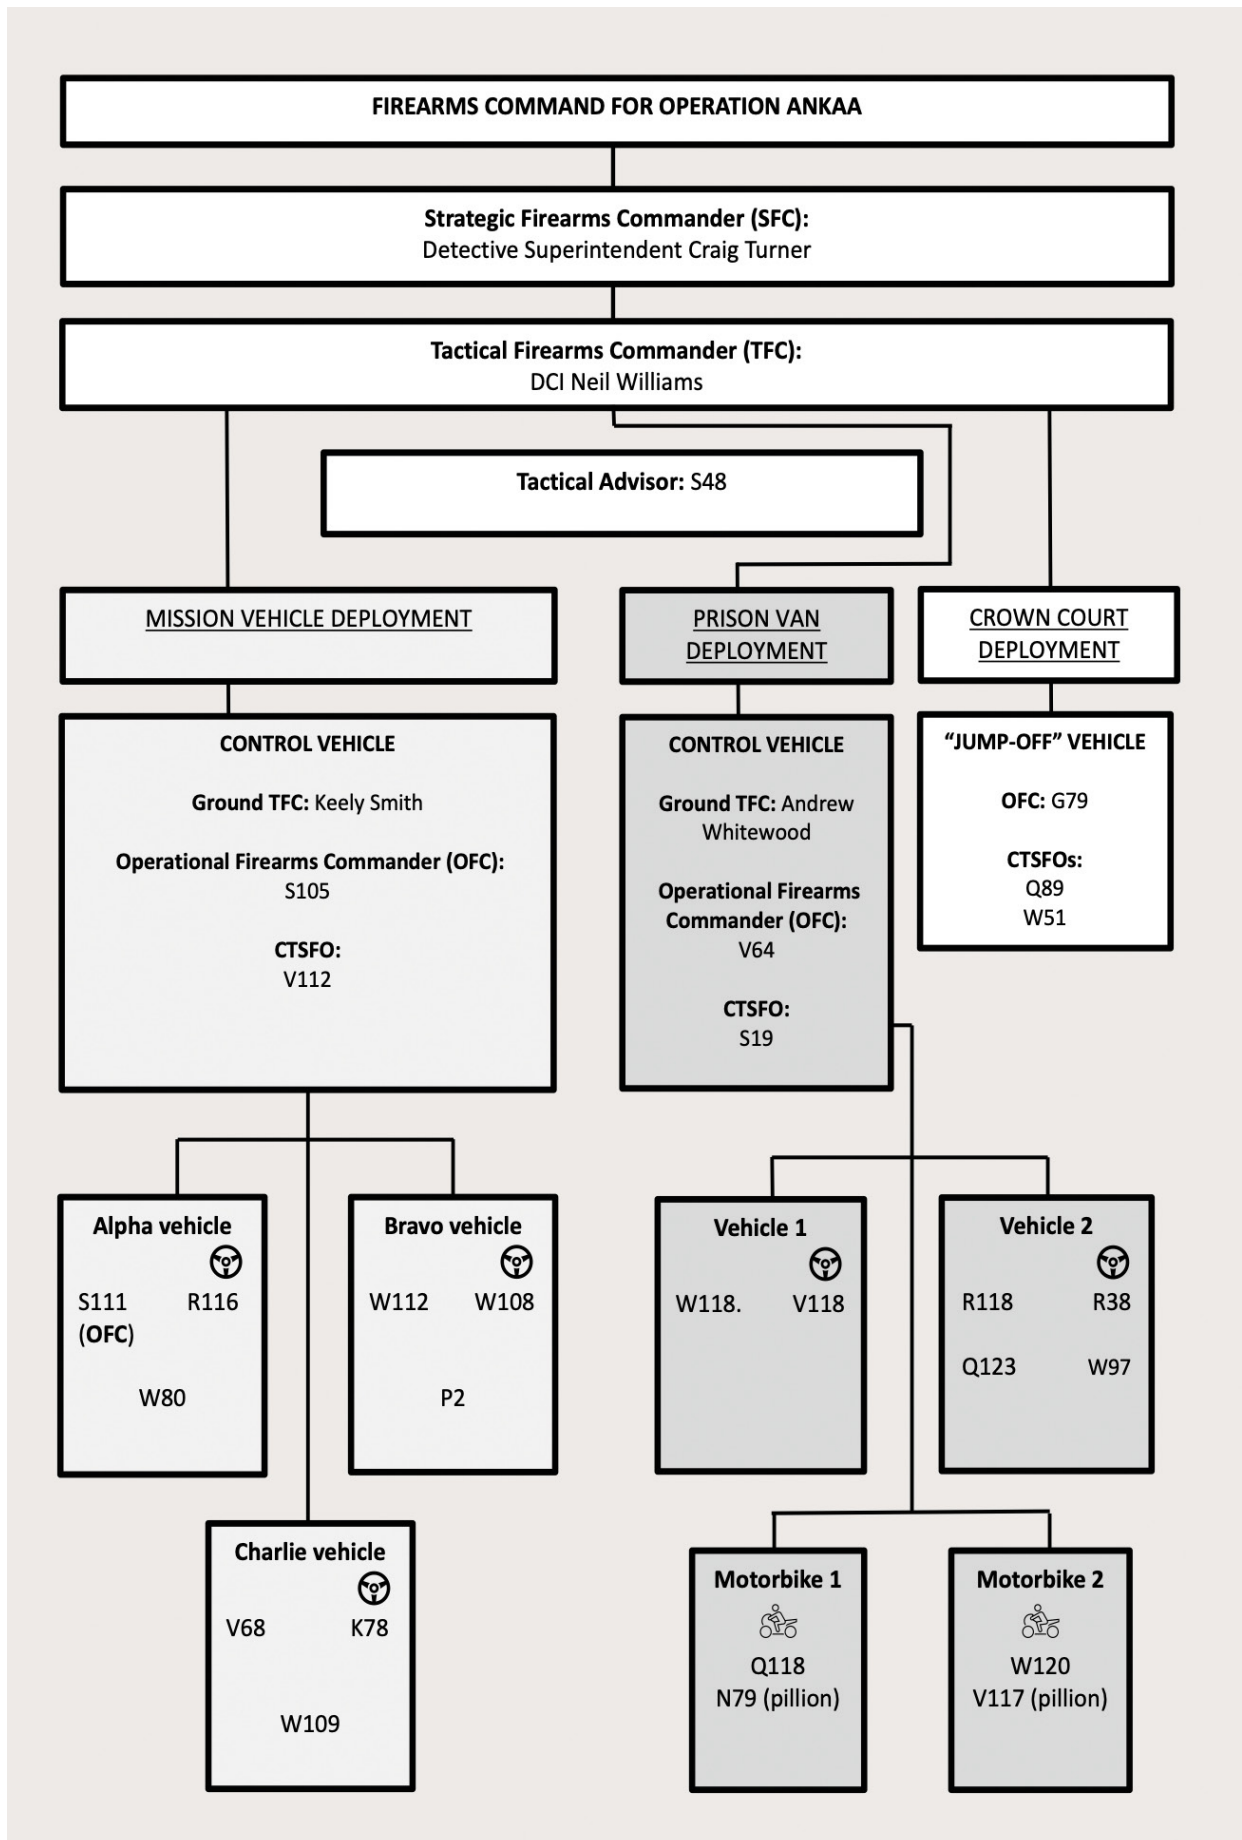 FIREARMS COMMAND FOR OPERATION ANKAA
Strategic Firearms Commander (SFC):
Detective Superintendent Craig Turner
Tactical Firearms Commander (TFC):
DCI Neil Williams
Tactical Advisor: S48
MISSION VEHICLE DEPLOYMENT
CONTROL VEHICLE
Ground TFC: Keely Smith
Operational Firearms Commander (OFC):
S105
CTSFO:
V112
Alpha vehicle
S111 R116
(OFC)
W80
Bravo vehicle
W112 W108
P2
Charlie vehicle
V68 K78
W109
PRISON VAN
DEPLOYMENT
CONTROL VEHICLE
Ground TFC: Andrew
Whitewood
Operational Firearms
Commander (OFC):
V64
CTSFO:
S19
Vehicle 1
W118. V118
Vehicle 2
R118 R38
Q123 W97
Motorbike 1
Q118
N79 (pillion)
Motorbike 2
W120
V117 (pillion)
CROWN COURT
DEPLOYMENT
“JUMP-OFF” VEHICLE
OFC: G79
CTSFOs:
Q89
W51